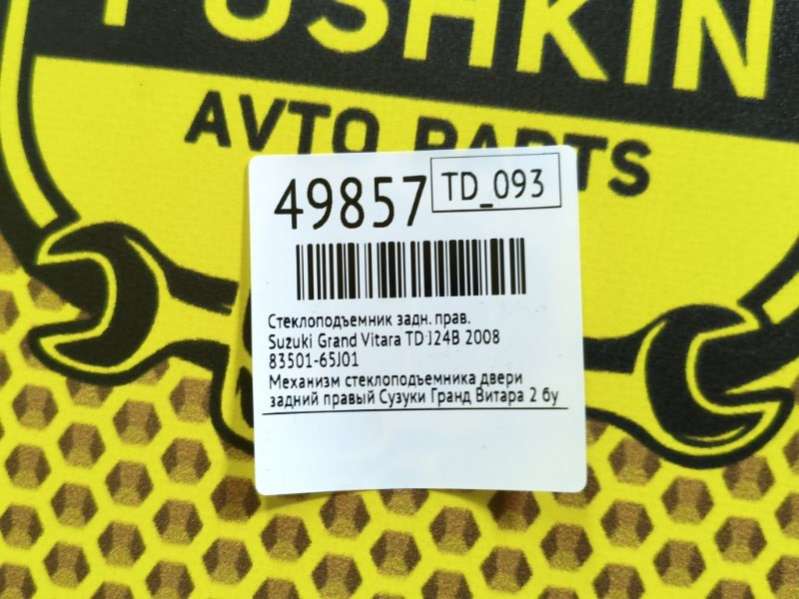 PUSHKIN
AVTO PARTS
49857
TD_093
Стеклоподъемник задн. прав.
Suzuki Grand Vitara TD J24B 2008
83501-65J01
Механизм стеклоподъемника двери
задний правый Сузуки Гранд Витара 2 бу